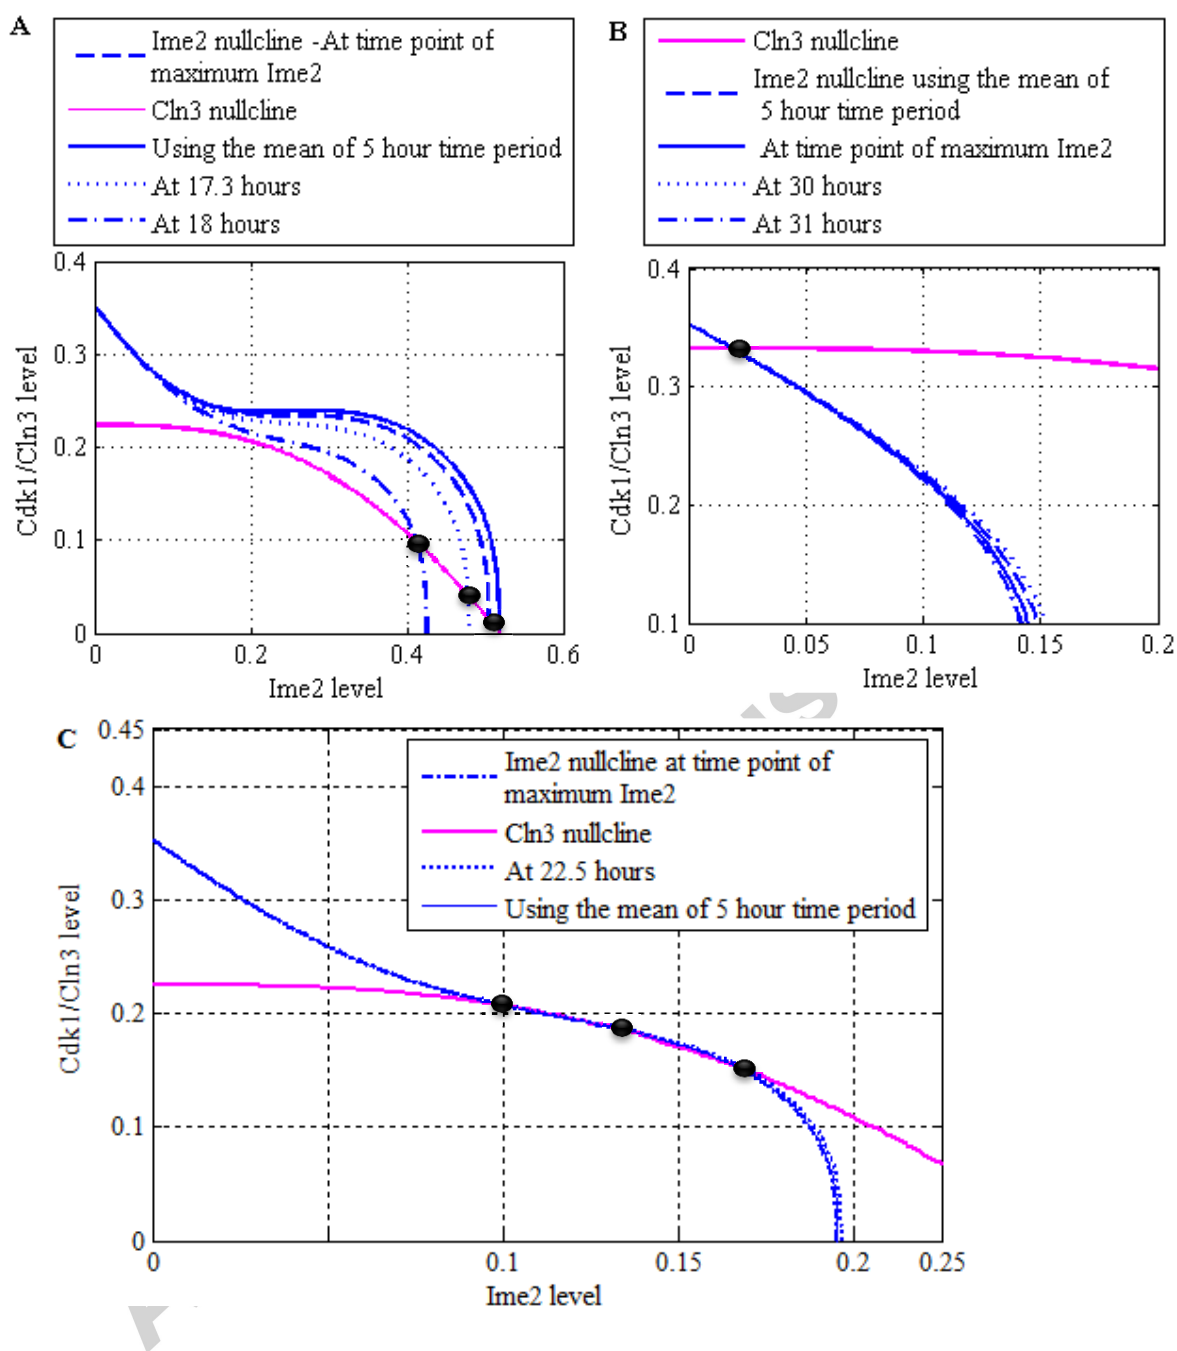 A
Ime2 nullcline -At time point of
maximum Ime2
Cln3 nullcline
Using the mean of 5 hour time period
At 17.3 hours
At 18 hours
0.4
0.3
0.2
0.1
0
0
0.2
0.4
0.6
Cdk1/Cln3 level
Ime2 level
B
Cln3 nullcline
Ime2 nullcline using the mean of
5 hour time period
At time point of maximum Ime2
At 30 hours
At 31 hours
0.4
0.3
0.2
0.1
0
0.05
0.1
0.15
0.2
Cdk1/Cln3 level
Ime2 level
C
Ime2 nullcline at time point of
maximum Ime2
Cln3 nullcline
At 22.5 hours
Using the mean of 5 hour time period
0.45
0.4
0.3
0.2
0.1
0
0
0.1
0.15
0.2
0.25
Cdk1/Cln3 level
Ime2 level